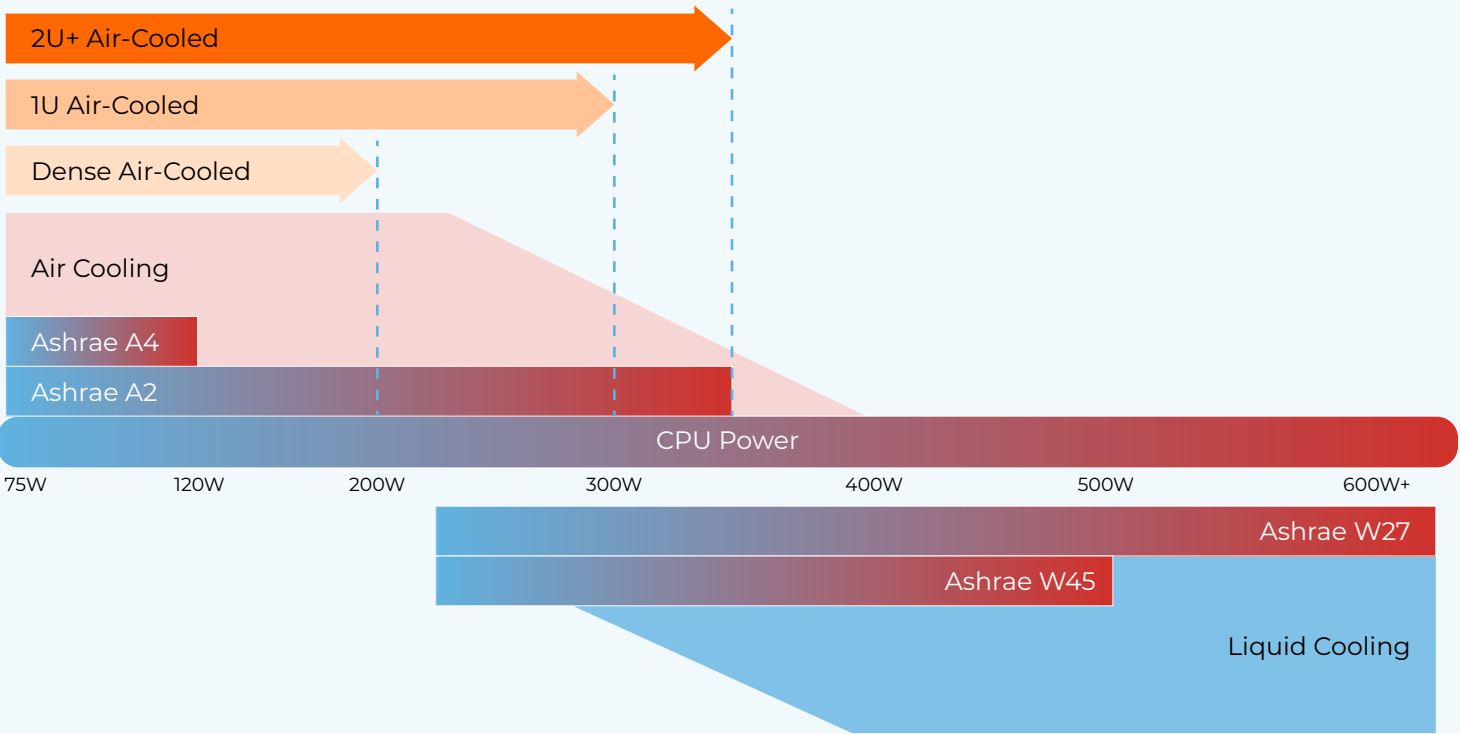 2U+ Air-Cooled
1U Air-Cooled
Dense Air-Cooled
Air Cooling
Ashrae A4
Ashrae A2
CPU Power
75W 120W 200W 300W 400W 500W 600W+
Ashrae W27
Ashrae W45
Liquid Cooling